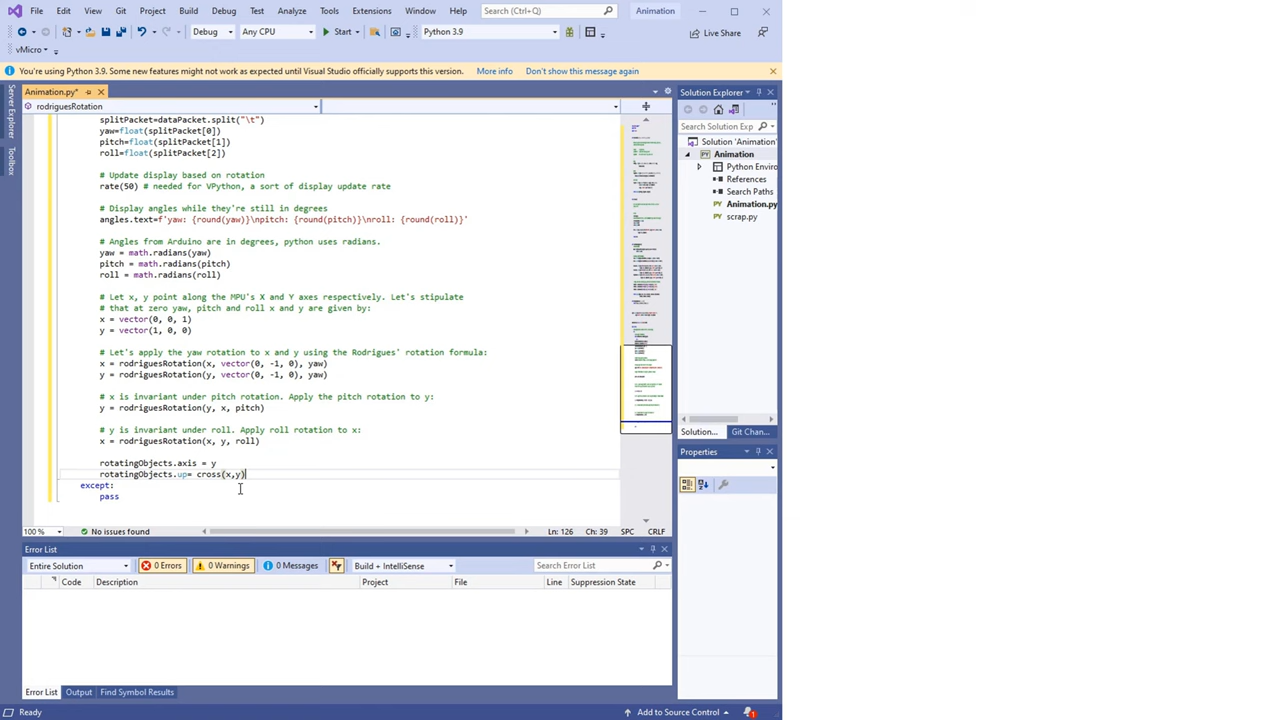 File Edit View Git Project Build Debug Test Analyze Tools Extensions Window Help Search (Ctrl+Q) Animation
Debug Any CPU Start Python 3.9 Live Share
vMicro
You're using Python 3.9. Some new features might not work as expected until Visual Studio officially supports this version. More info Don't show this message again
Server Explorer
Toolbox
Animation.py*
rodriguesRotation
splitPacket=dataPacket.split("\t")
yaw=float(splitPacket[0])
pitch=float(splitPacket[1])
roll=float(splitPacket[2])
# Update display based on rotation
rate(50) # needed for VPython, a sort of display update rate
# Display angles while they're still in degrees
angles.text=f'yaw: {round(yaw)}\npitch: {round(pitch)}\nroll: {round(roll)}'
# Angles from Arduino are in degrees, python uses radians.
yaw = math.radians(yaw)
pitch = math.radians(pitch)
roll = math.radians(roll)
# Let x, y point along the MPU's X and Y axes respectively. Let's stipulate
# that at zero yaw, pitch and roll x and y are given by:
x = vector(0, 0, 1)
y = vector(1, 0, 0)
# Let's apply the yaw rotation to x and y using the Rodrigues' rotation formula:
x = rodriguesRotation(x, vector(0, -1, 0), yaw)
y = rodriguesRotation(y, vector(0, -1, 0), yaw)
# x is invariant under pitch rotation. Apply the pitch rotation to y:
y = rodriguesRotation(y, x, pitch)
# y is invariant under roll. Apply roll rotation to x:
x = rodriguesRotation(x, y, roll)
rotatingObjects.axis = y
rotatingObjects.up= cross(x,y)
except:
pass
100 % No issues found Ln: 126 Ch: 39 SPC CRLF
Solution Explorer
Search Solution Exp
Solution 'Animation'
Animation
Python Enviro
References
Search Paths
Animation.py
scrap.py
Solution... Git Chan...
Properties
Error List
Entire Solution 0 Errors 0 Warnings 0 Messages Build + IntelliSense Search Error List
Code Description Project File Line Suppression State
Error List Output Find Symbol Results
Ready Add to Source Control 1